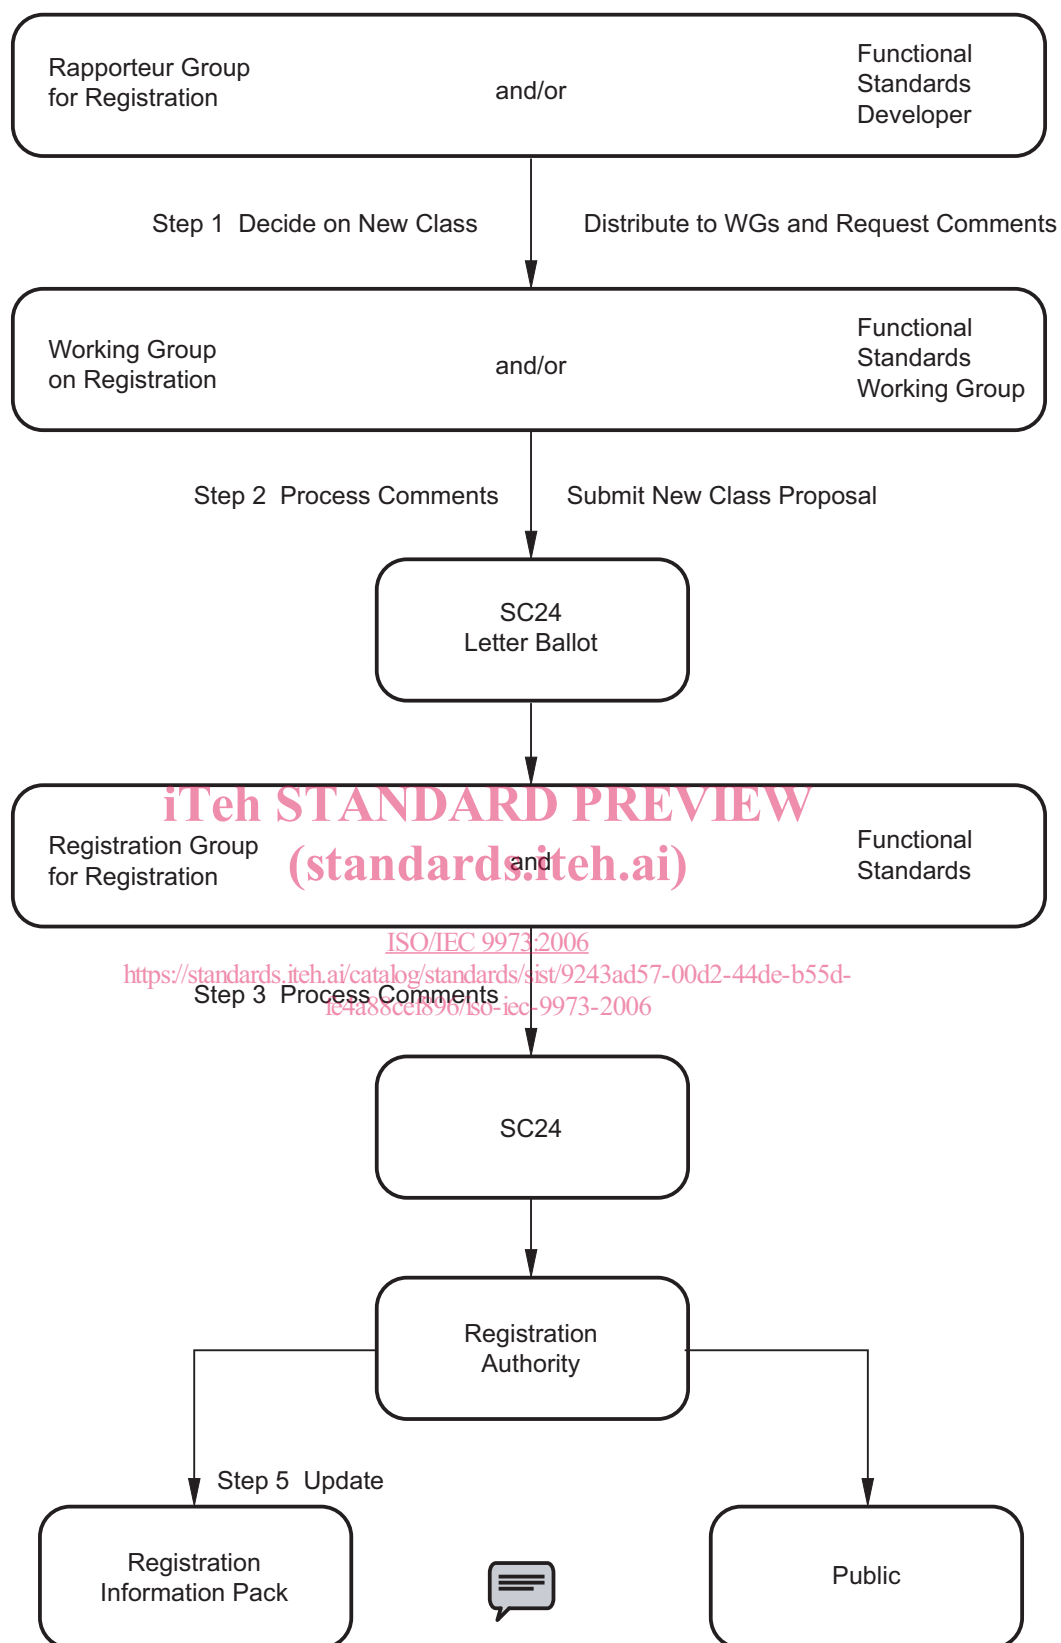 Rapporteur Group
for Registration
and/or
Functional
Standards
Developer
Step 1 Decide on New Class
Distribute to WGs and Request Comments
Working Group
on Registration
and/or
Functional
Standards
Working Group
Step 2 Process Comments
Submit New Class Proposal
SC24
Letter Ballot
iTeh STANDARD PREVIEW
(standards.iteh.ai)
Registration Group
for Registration
and
Functional
Standards
ISO/IEC 9973:2006
https://standards.iteh.ai/catalog/standards/sist/9243ad57-00d2-44de-b55d-
fe4a88cef896/iso-iec-9973-2006
Step 3 Process Comments
SC24
Registration
Authority
Step 5 Update
Registration
Information Pack
Public